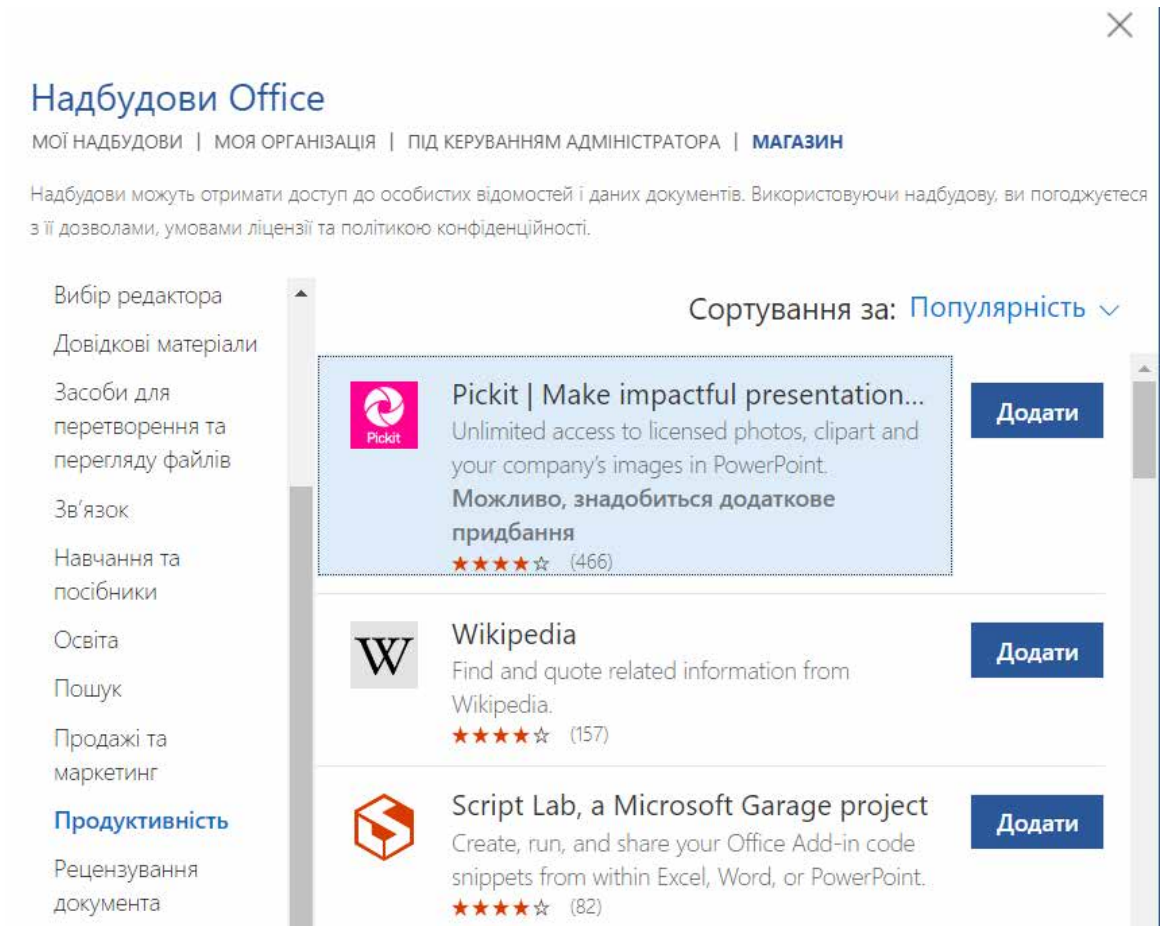 Надбудови Office
МОЇ НАДБУДОВИ | МОЯ ОРГАНІЗАЦІЯ | ПІД КЕРУВАННЯМ АДМІНІСТРАТОРА | МАГАЗИН
Надбудови можуть отримати доступ до особистих відомостей і даних документів. Використовуючи надбудову, ви погоджуєтеся
з її дозволами, умовами ліцензії та політикою конфіденційності.
Вибір редактора
Довідкові матеріали
Засоби для
перетворення та
перегляду файлів
Зв'язок
Навчання та
посібники
Освіта
Пошук
Продажі та
маркетинг
Продуктивність
Рецензування
документа
Сортування за: Популярність
Pickit
Pickit | Make impactful presentation...
Unlimited access to licensed photos, clipart and
your company's images in PowerPoint.
Можливо, знадобиться додаткове
придбання
(466)
Додати
W
Wikipedia
Find and quote related information from
Wikipedia.
(157)
Додати
Script Lab, a Microsoft Garage project
Create, run, and share your Office Add-in code
snippets from within Excel, Word, or PowerPoint.
(82)
Додати